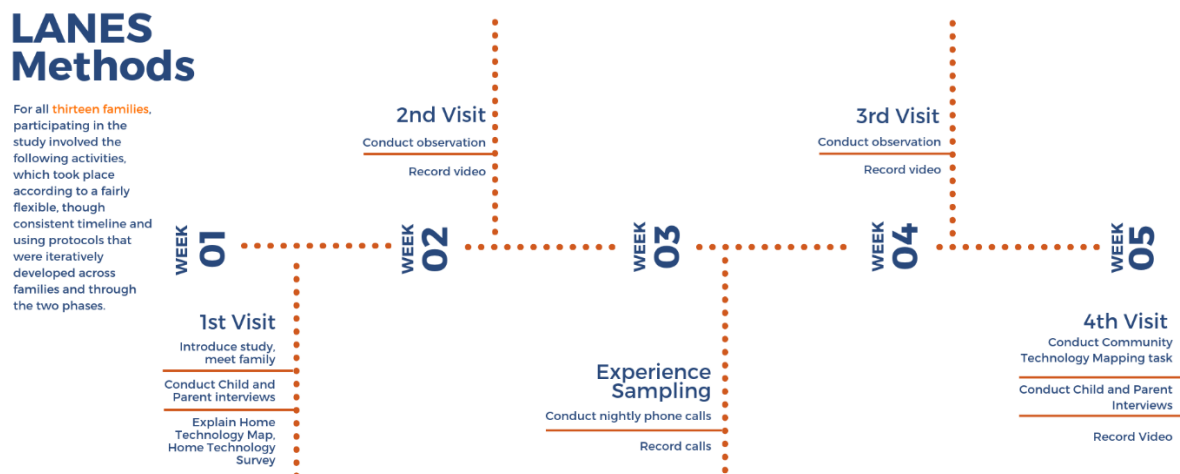 LANES
Methods
For all thirteen families,
participating in the
study involved the
following activities,
which took place
according to a fairly
flexible, though
consistent timeline and
using protocols that
were iteratively
developed across
families and through
the two phases.
WEEK 01
1st Visit
Introduce study,
meet family
Conduct Child and
Parent interviews
Explain Home
Technology Map,
Home Technology
Survey
WEEK 02
2nd Visit
Conduct observation
Record video
WEEK 03
Experience
Sampling
Conduct nightly phone calls
Record calls
WEEK 04
3rd Visit
Conduct observation
Record video
WEEK 05
4th Visit
Conduct Community
Technology Mapping task
Conduct Child and Parent
Interviews
Record Video